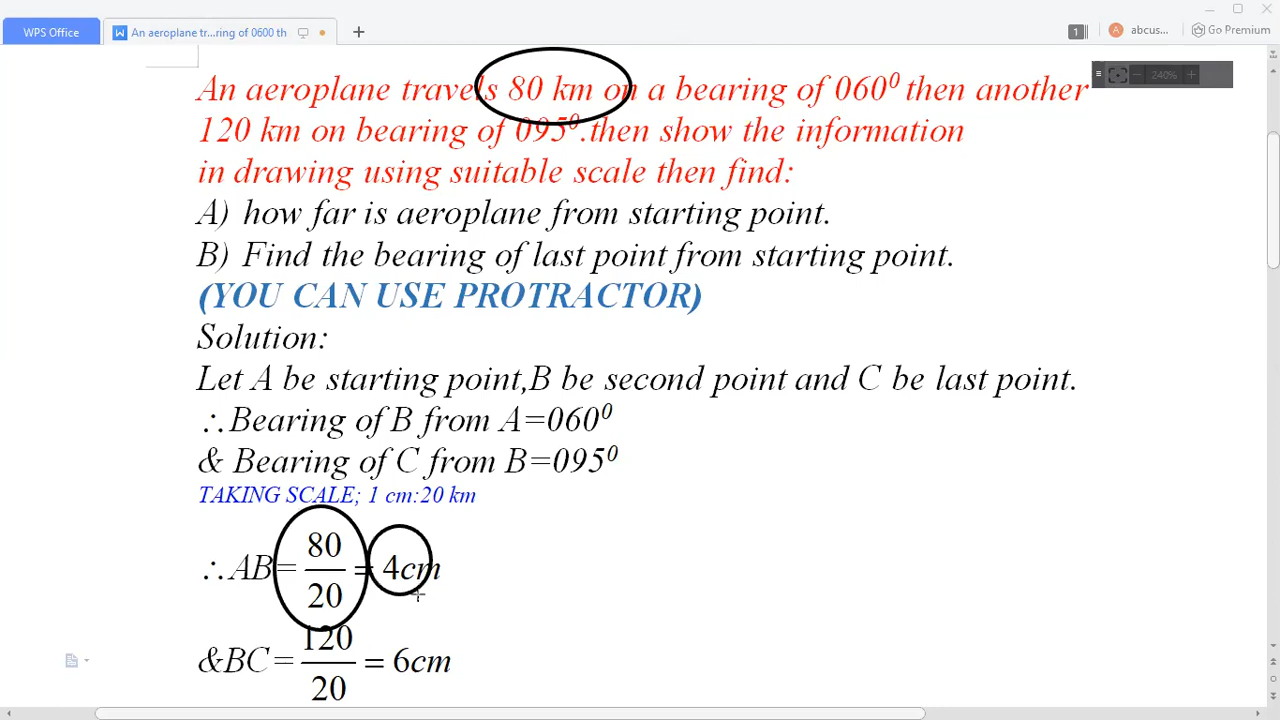 WPS Office
An aeroplane tr...ring of 0600 th
1
A
abcus...
Go Premium
240%
An aeroplane travels 80 km on a bearing of 060⁰ then another
120 km on bearing of 095⁰.then show the information
in drawing using suitable scale then find:
A) how far is aeroplane from starting point.
B) Find the bearing of last point from starting point.
(YOU CAN USE PROTRACTOR)
Solution:
Let A be starting point,B be second point and C be last point.
∴Bearing of B from A=060⁰
& Bearing of C from B=095⁰
TAKING SCALE; 1 cm:20 km
∴AB=80/20=4cm
&BC=120/20=6cm